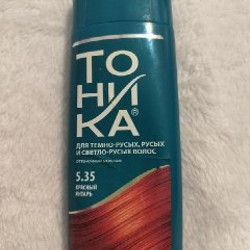 ТО
НИ
КА®
ДЛЯ ТЕМНО-РУСЫХ, РУСЫХ
И СВЕТЛО-РУСЫХ ВОЛОС
5.35
КРАСНЫЙ
ЯНТАРЬ